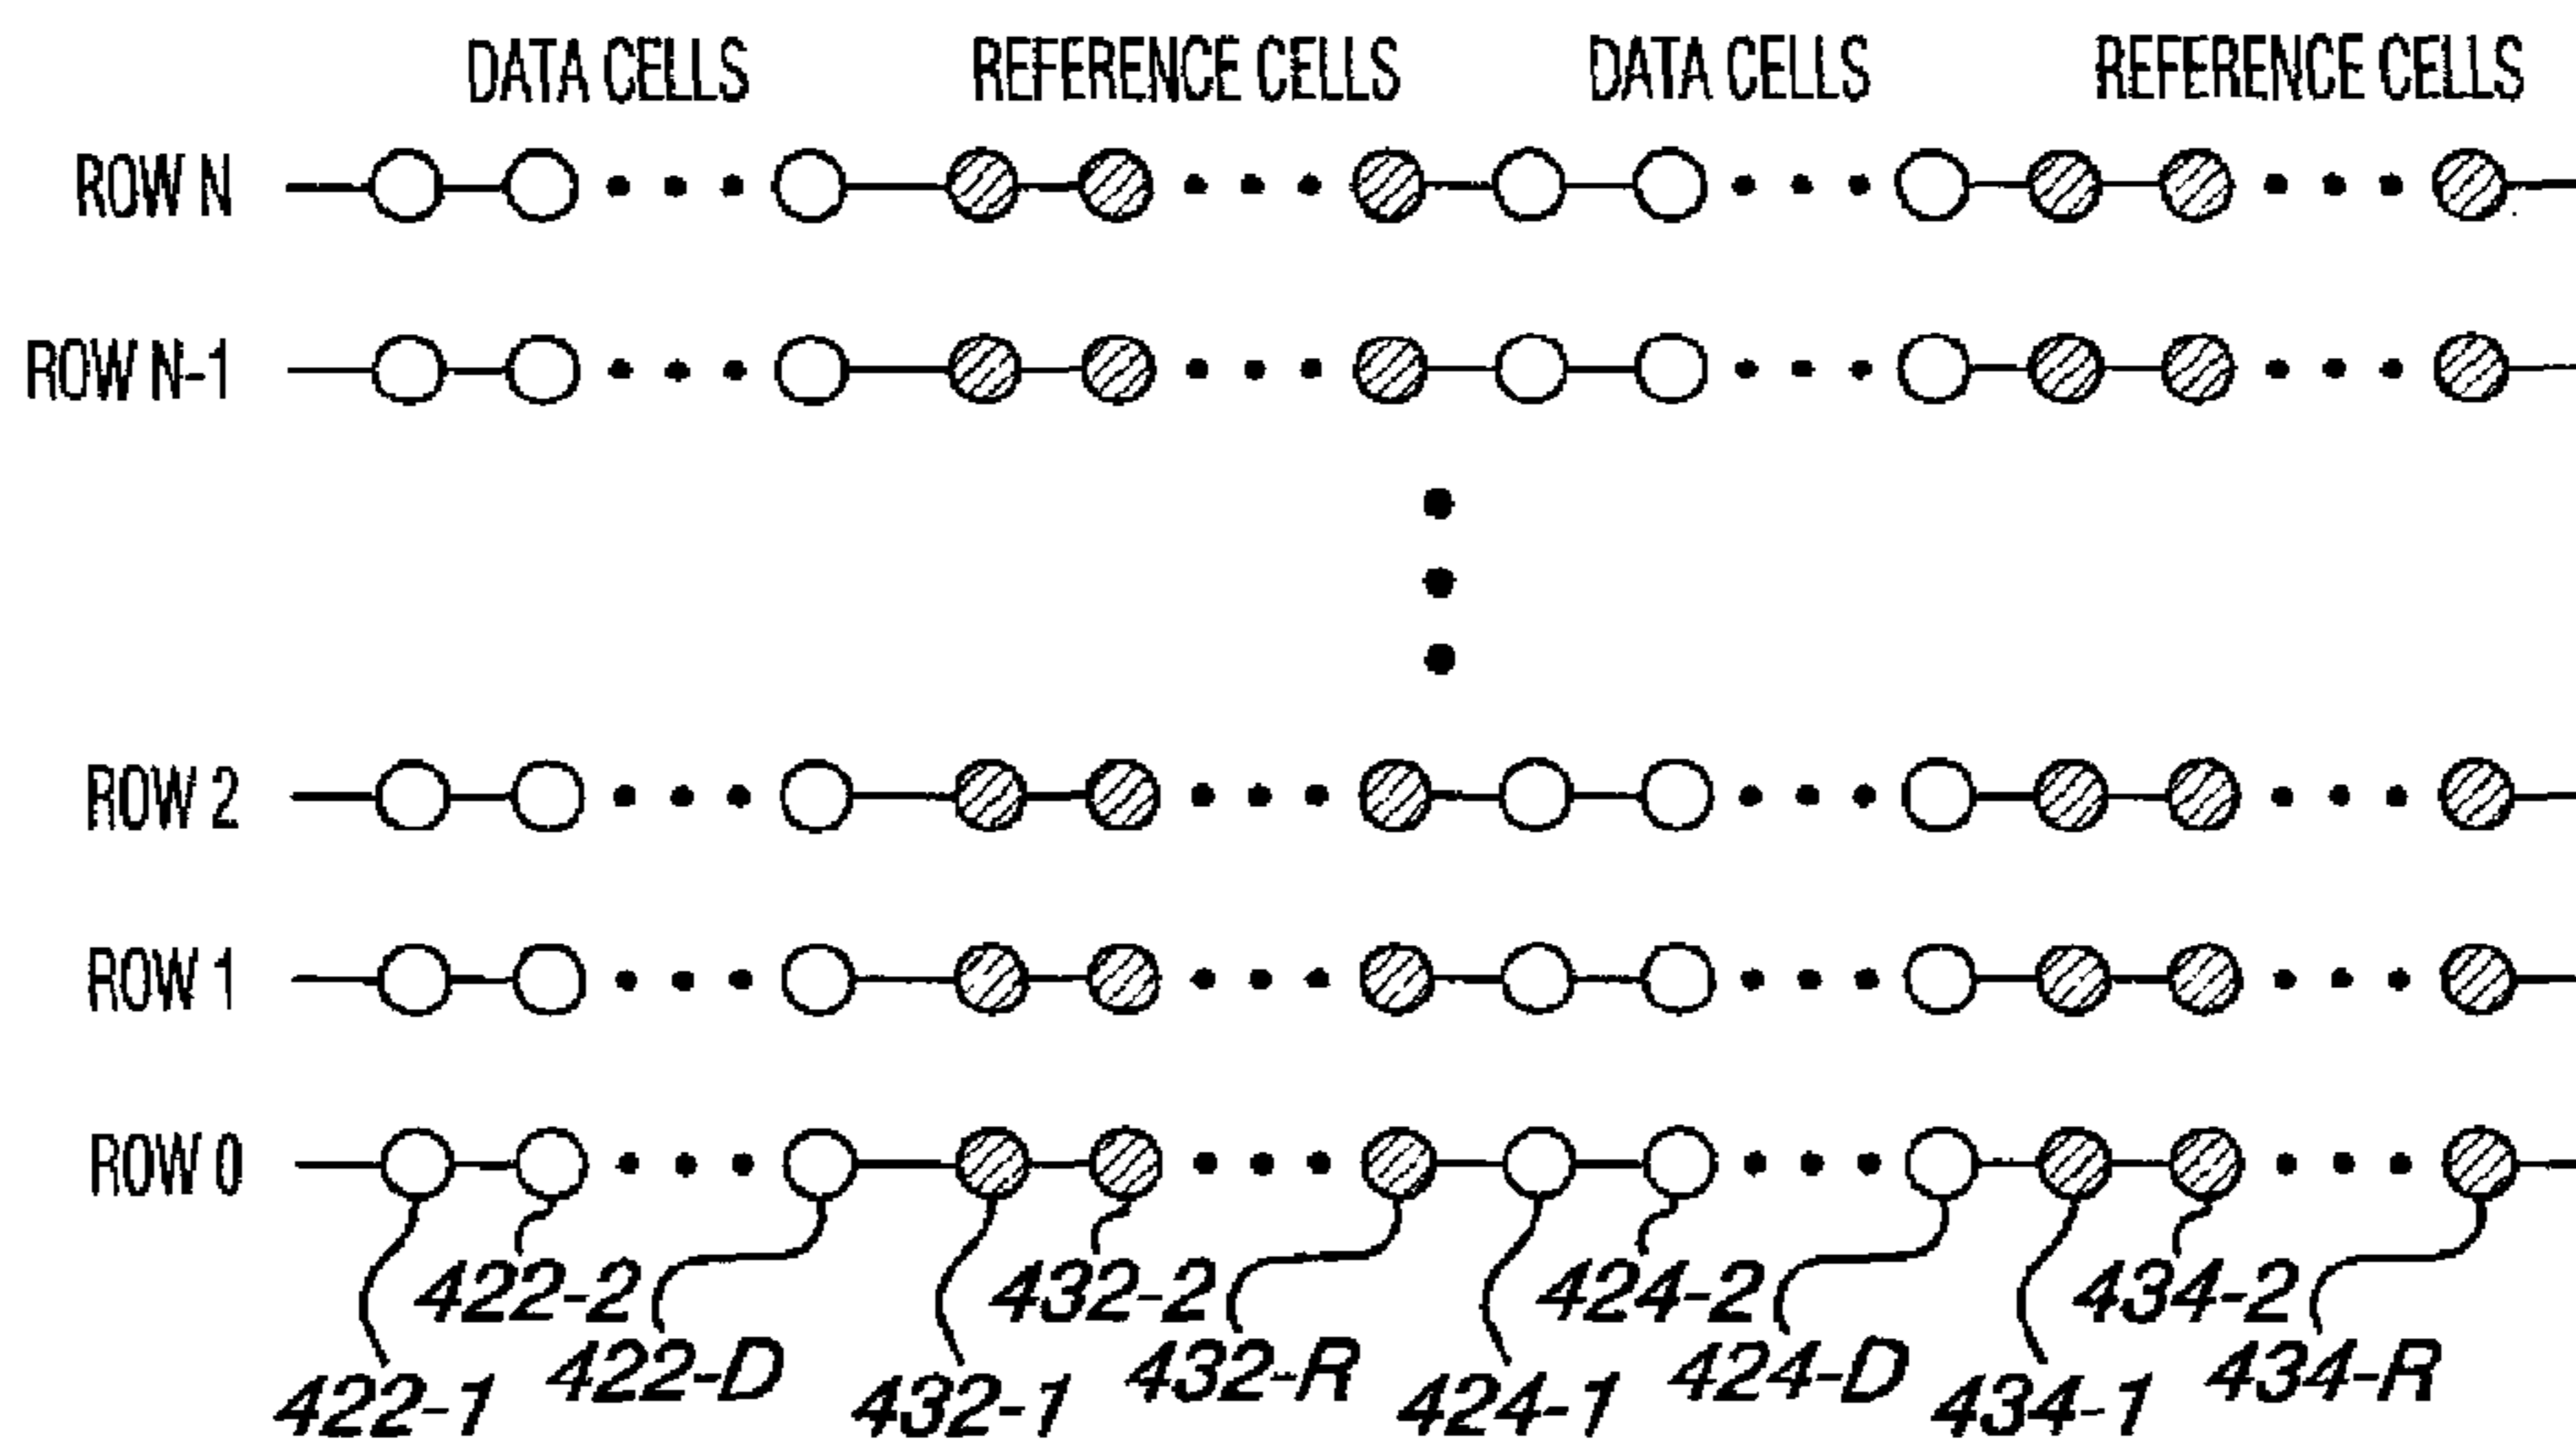 DATA CELLS REFERENCE CELLS DATA CELLS REFERENCE CELLS
ROW N
ROW N-1
ROW 2
ROW 1
ROW 0
422-2 432-2 424-2 434-2
422-D 432-R 424-D 434-R
422-1 432-1 424-1 434-1